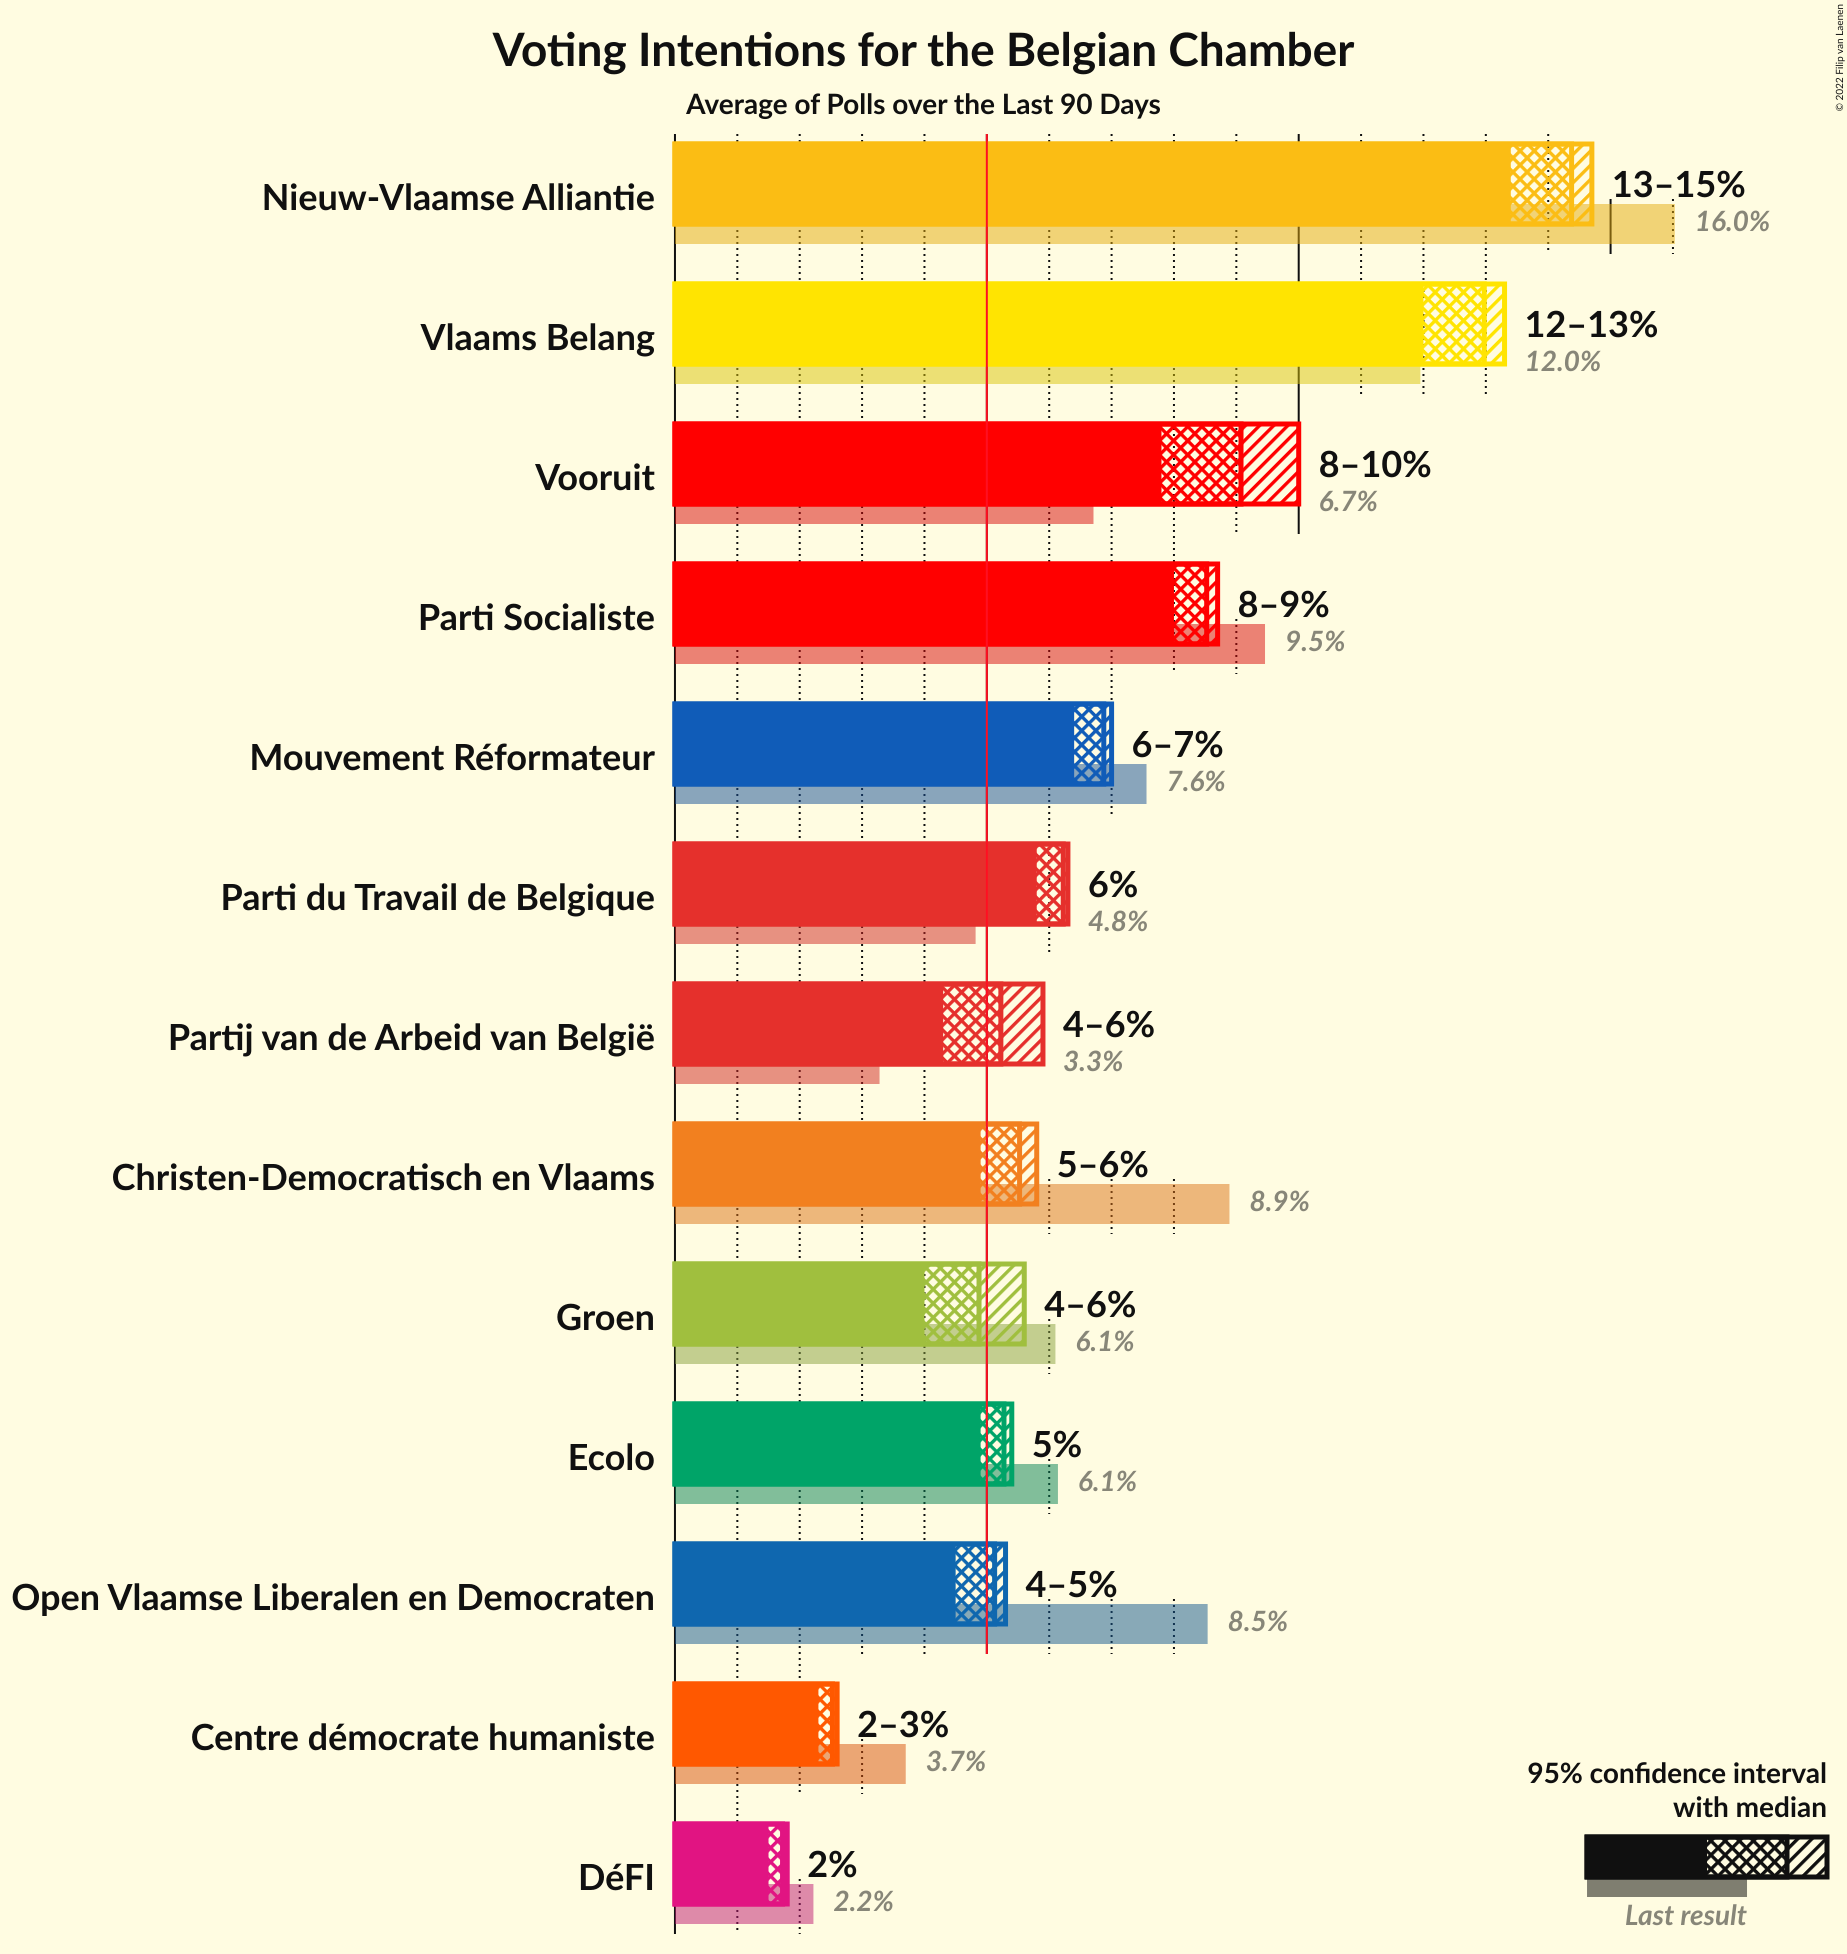 Voting Intentions for the Belgian Chamber
Average of Polls over the Last 90 Days
© 2022 Filip van Laenen
Nieuw-Vlaamse Alliantie
13–15%
16.0%
Vlaams Belang
12–13%
12.0%
Vooruit
8–10%
6.7%
Parti Socialiste
8–9%
9.5%
Mouvement Réformateur
6–7%
7.6%
Parti du Travail de Belgique
6%
4.8%
Partij van de Arbeid van België
4–6%
3.3%
Christen-Democratisch en Vlaams
5–6%
8.9%
Groen
4–6%
6.1%
Ecolo
5%
6.1%
Open Vlaamse Liberalen en Democraten
4–5%
8.5%
Centre démocrate humaniste
2–3%
3.7%
DéFI
2%
2.2%
95% confidence interval
with median
Last result